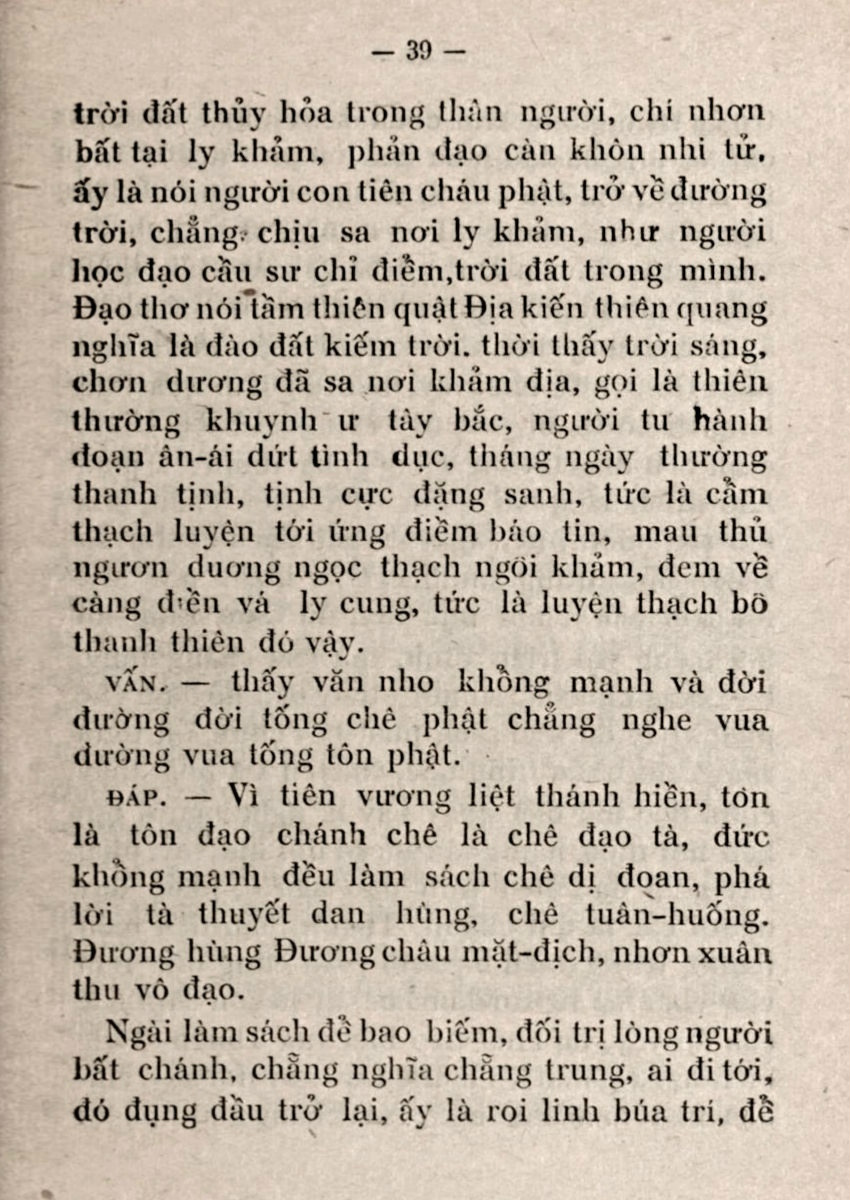 — 39 —
trời đất thủy hỏa trong thân người, chí nhơn
bất tại ly khảm, phản đạo càn khôn nhi tử,
ấy là nói người con tiên cháu phật, trở về đường
trời, chẳng chịu sa nơi ly khảm, như người
học đạo cầu sư chỉ điểm,trời đất trong mình.
Đạo thơ nói tầm thiên quật Địa kiến thiên quang
nghĩa là đào đất kiếm trời. thời thấy trời sáng,
chơn dương đã sa nơi khảm địa, gọi là thiên
thường khuynh ư tây bắc, người tu hành
đoạn ân-ái dứt tình dục, tháng ngày thường
thanh tịnh, tịnh cực dặng sanh, tức là cầm
thạch luyện tới ứng điềm báo tin, mau thủ
ngươn duơng ngọc thạch ngôi khảm, đem về
càng điền vá ly cung, tức là luyện thạch bô
thanh thiên đó vậy.
VẤN. — thấy văn nho khổng mạnh và đời
đường đời tống chê phật chẳng nghe vua
đường vua tống tôn phật.
ĐÁP. — Vì tiên vương liệt thánh hiền, tôn
là tôn đạo chánh chê là chê đạo tà, đức
khổng mạnh đều làm sách chê dị đoạn, phá
lời tà thuyết dan hùng, chê tuân-huống.
Đương hùng Đương châu mặt-địch, nhơn xuân
thu vô đạo.
Ngài làm sách để bao biếm, đối trị lòng người
bất chánh, chẳng nghĩa chẳng trung, ai đi tới,
đó đụng đầu trở lại, ấy là roi linh búa trí, để